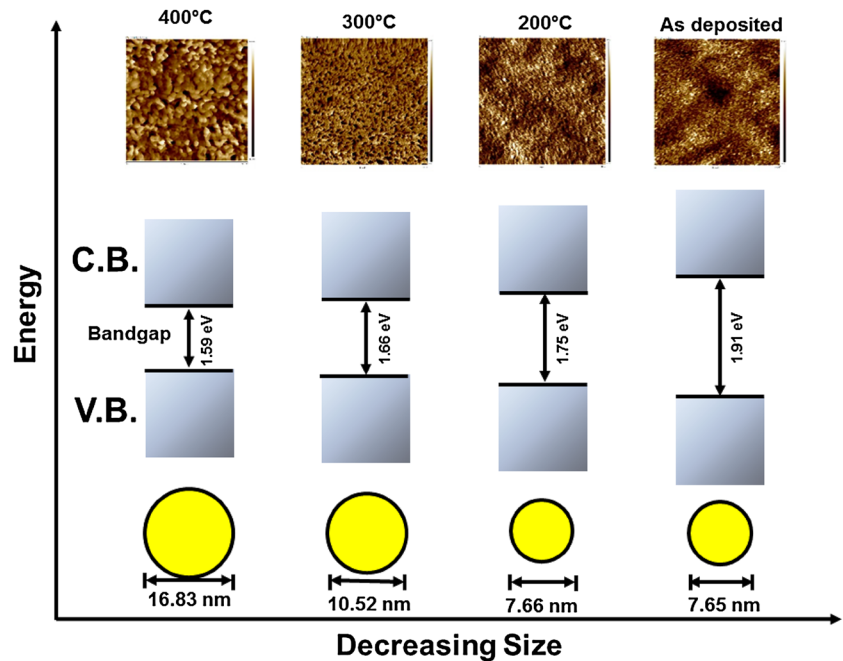 400°C
300°C
200°C
As deposited
Energy
C.B.
Bandgap
1.59 eV
1.66 eV
1.75 eV
1.91 eV
V.B.
16.83 nm
10.52 nm
7.66 nm
7.65 nm
Decreasing Size